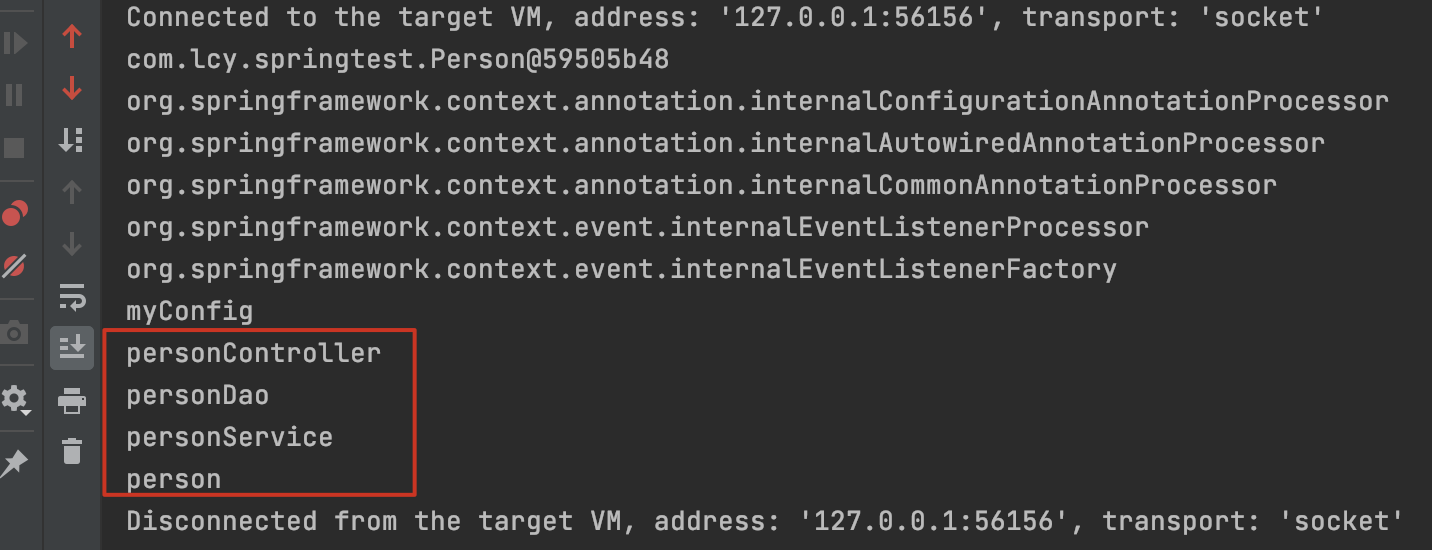 Connected to the target VM, address: '127.0.0.1:56156', transport: 'socket'
com.lcy.springtest.Person@59505b48
org.springframework.context.annotation.internalConfigurationAnnotationProcessor
org.springframework.context.annotation.internalAutowiredAnnotationProcessor
org.springframework.context.annotation.internalCommonAnnotationProcessor
org.springframework.context.event.internalEventListenerProcessor
org.springframework.context.event.internalEventListenerFactory
myConfig
personController
personDao
personService
person
Disconnected from the target VM, address: '127.0.0.1:56156', transport: 'socket'